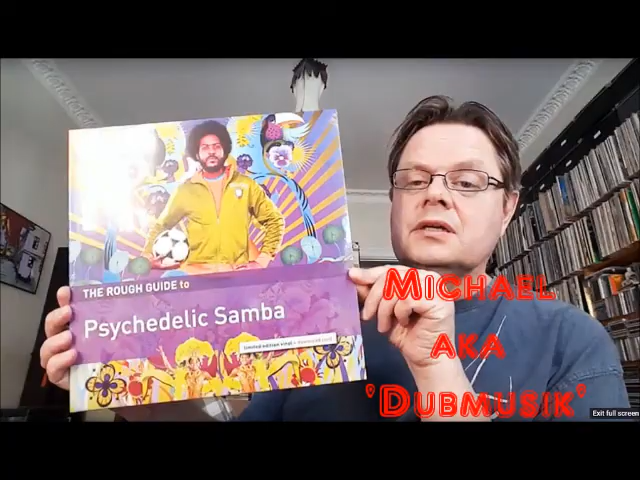 THE ROUGH GUIDE to
Psychedelic Samba
limited edition vinyl + download card
Michael
aka
'Dubmusik'
Exit full screen